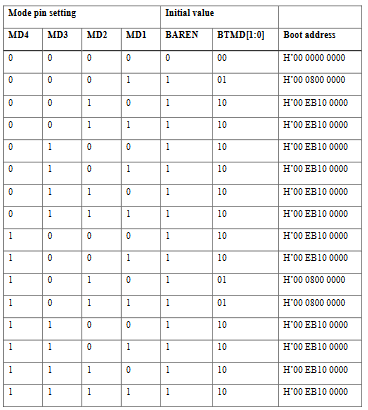 Mode pin setting Initial value
MD4 MD3 MD2 MD1 BAREN BTMD[1:0] Boot address
0 0 0 0 0 00 H'00 0000 0000
0 0 0 1 1 01 H'00 0800 0000
0 0 1 0 1 10 H'00 EB10 0000
0 0 1 1 1 10 H'00 EB10 0000
0 1 0 0 1 10 H'00 EB10 0000
0 1 0 1 1 10 H'00 EB10 0000
0 1 1 0 1 10 H'00 EB10 0000
0 1 1 1 1 10 H'00 EB10 0000
1 0 0 0 1 10 H'00 EB10 0000
1 0 0 1 1 10 H'00 EB10 0000
1 0 1 0 1 01 H'00 0800 0000
1 0 1 1 1 01 H'00 0800 0000
1 1 0 0 1 10 H'00 EB10 0000
1 1 0 1 1 10 H'00 EB10 0000
1 1 1 0 1 10 H'00 EB10 0000
1 1 1 1 1 10 H'00 EB10 0000